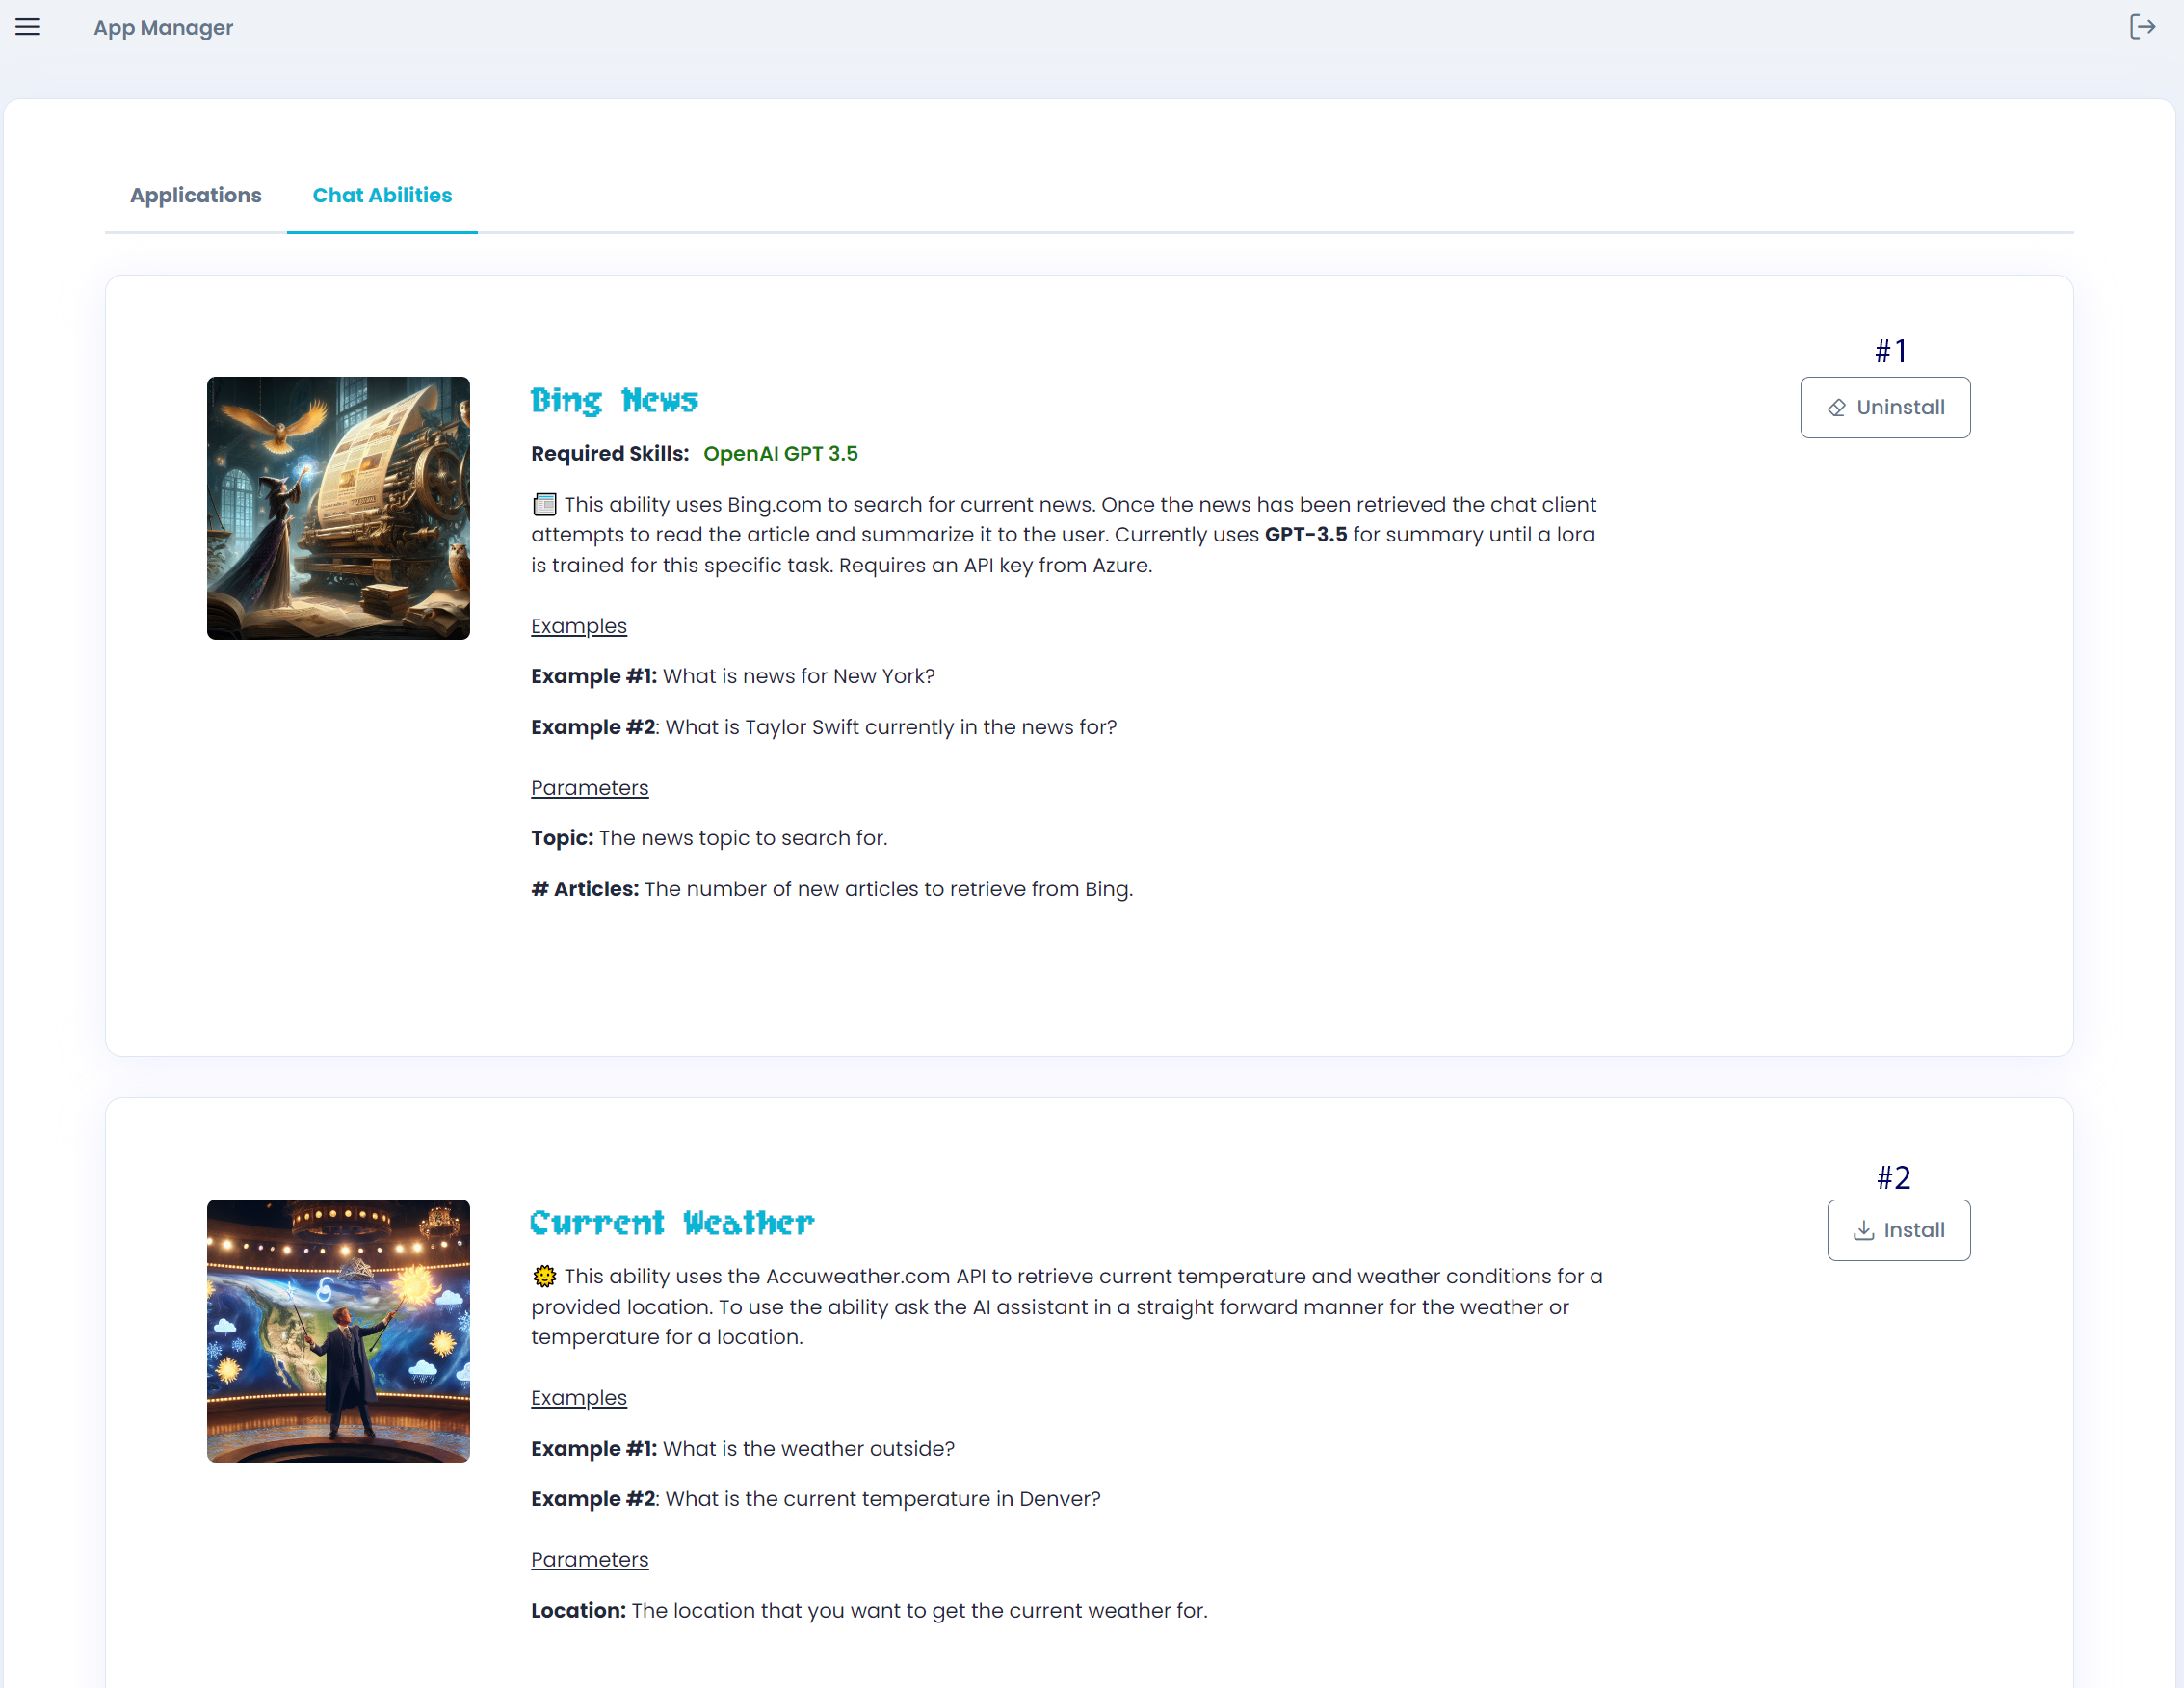 App Manager
Applications
Chat Abilities
#1
Uninstall
Bing News
Required Skills: OpenAI GPT 3.5
📰 This ability uses Bing.com to search for current news. Once the news has been retrieved the chat client
attempts to read the article and summarize it to the user. Currently uses GPT-3.5 for summary until a lora
is trained for this specific task. Requires an API key from Azure.
Examples
Example #1: What is news for New York?
Example #2: What is Taylor Swift currently in the news for?
Parameters
Topic: The news topic to search for.
# Articles: The number of new articles to retrieve from Bing.
#2
Install
Current Weather
🌞 This ability uses the Accuweather.com API to retrieve current temperature and weather conditions for a
provided location. To use the ability ask the AI assistant in a straight forward manner for the weather or
temperature for a location.
Examples
Example #1: What is the weather outside?
Example #2: What is the current temperature in Denver?
Parameters
Location: The location that you want to get the current weather for.